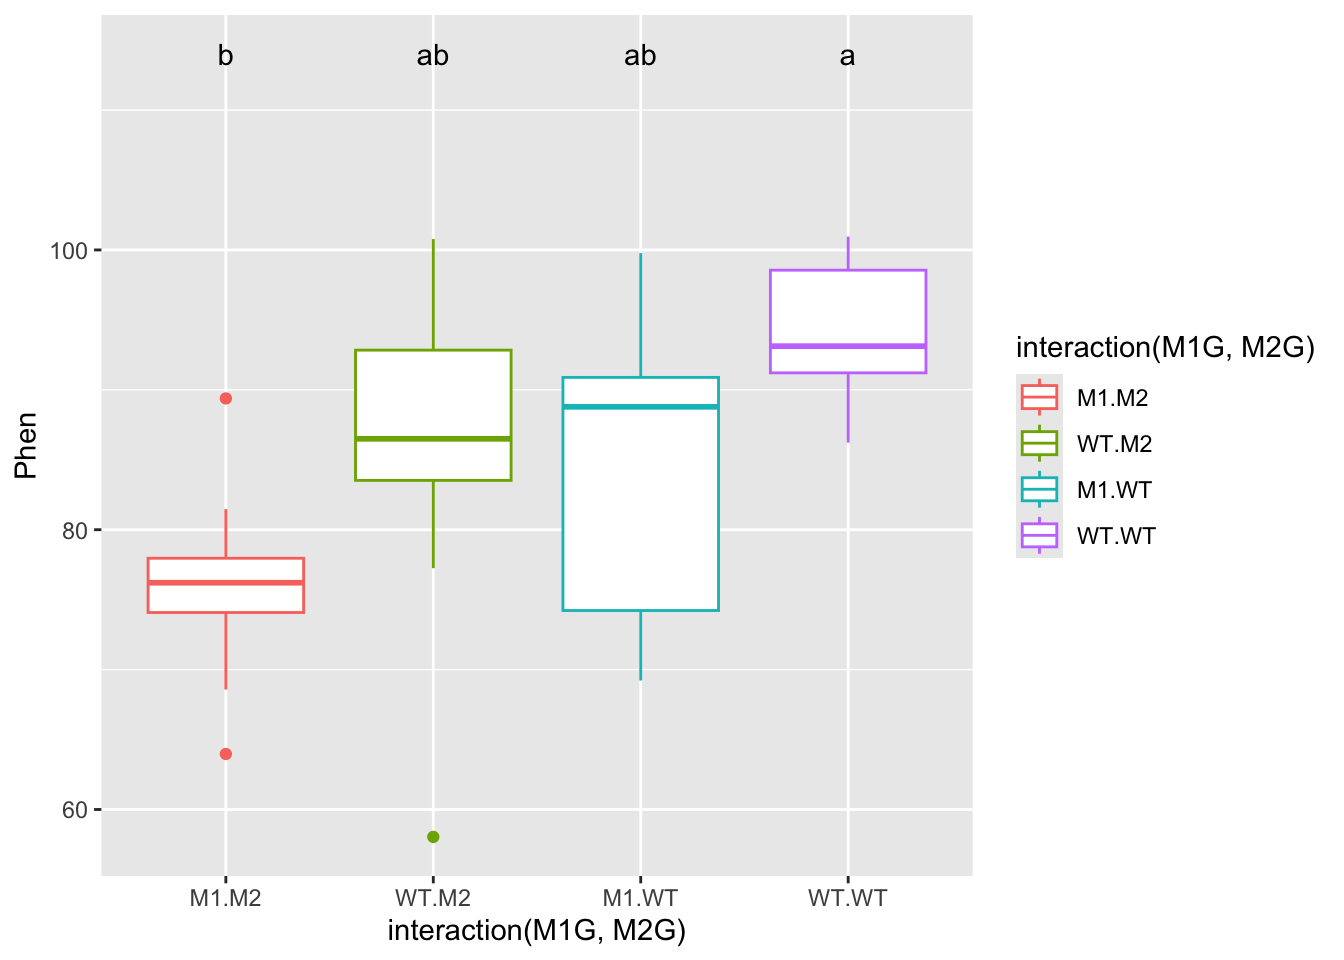 b ab ab a
100
80
60
Phen
M1.M2 WT.M2 M1.WT WT.WT
interaction(M1G, M2G)
interaction(M1G, M2G)
M1.M2
WT.M2
M1.WT
WT.WT